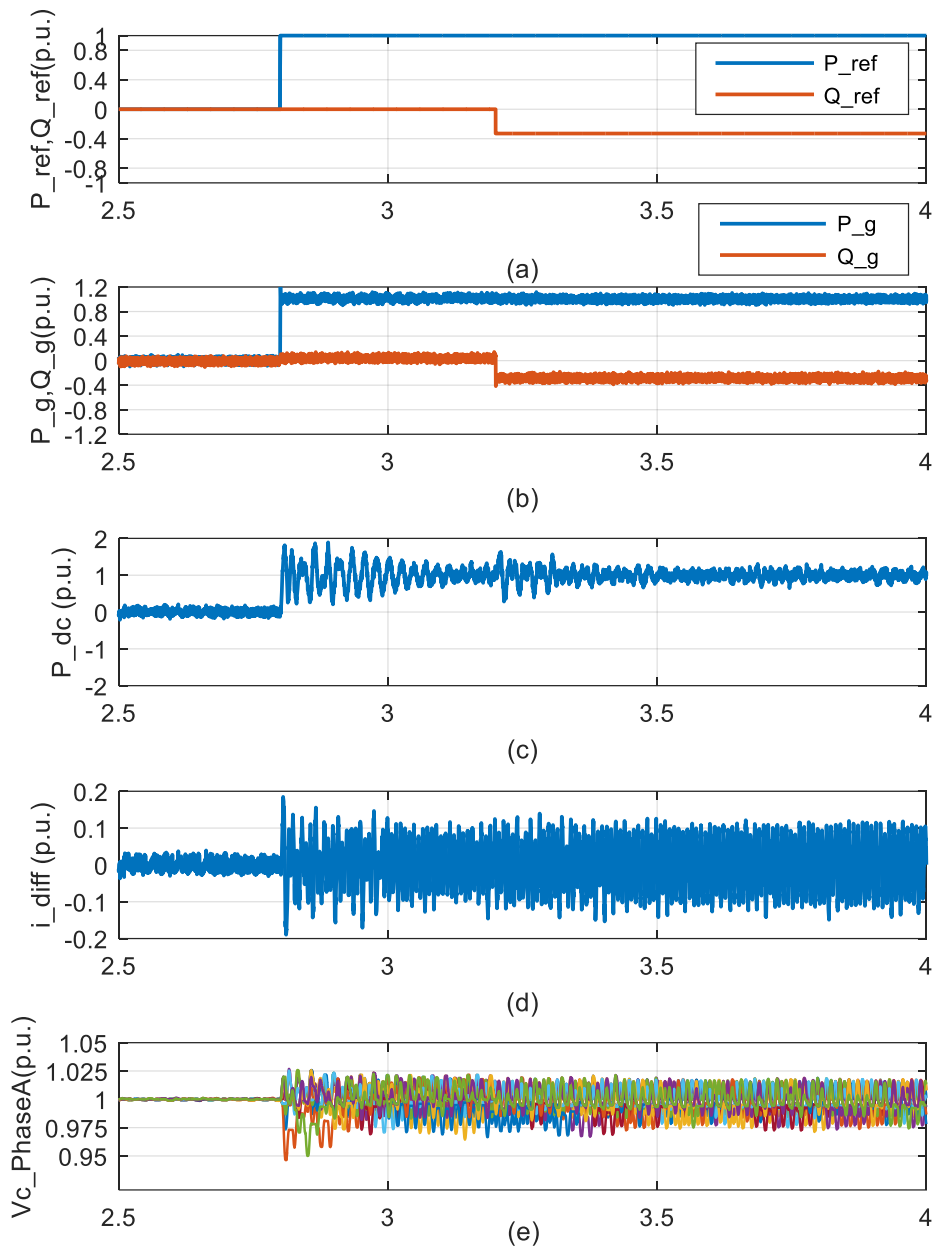 P_ref,Q_ref(p.u.)
1
0.8
0.4
0
-0.4
-0.8
-1
P_ref
Q_ref
2.5 3 3.5 4
(a)
P_g,Q_g(p.u.)
P_g
Q_g
1.2
0.8
0.4
0
-0.4
-0.8
-1.2
2.5 3 3.5 4
(b)
P_dc (p.u.)
2
1
0
-1
-2
2.5 3 3.5 4
(c)
i_diff (p.u.)
0.2
0.1
0
-0.1
-0.2
2.5 3 3.5 4
(d)
Vc_PhaseA(p.u.)
1.05
1.025
1
0.975
0.95
2.5 3 3.5 4
(e)